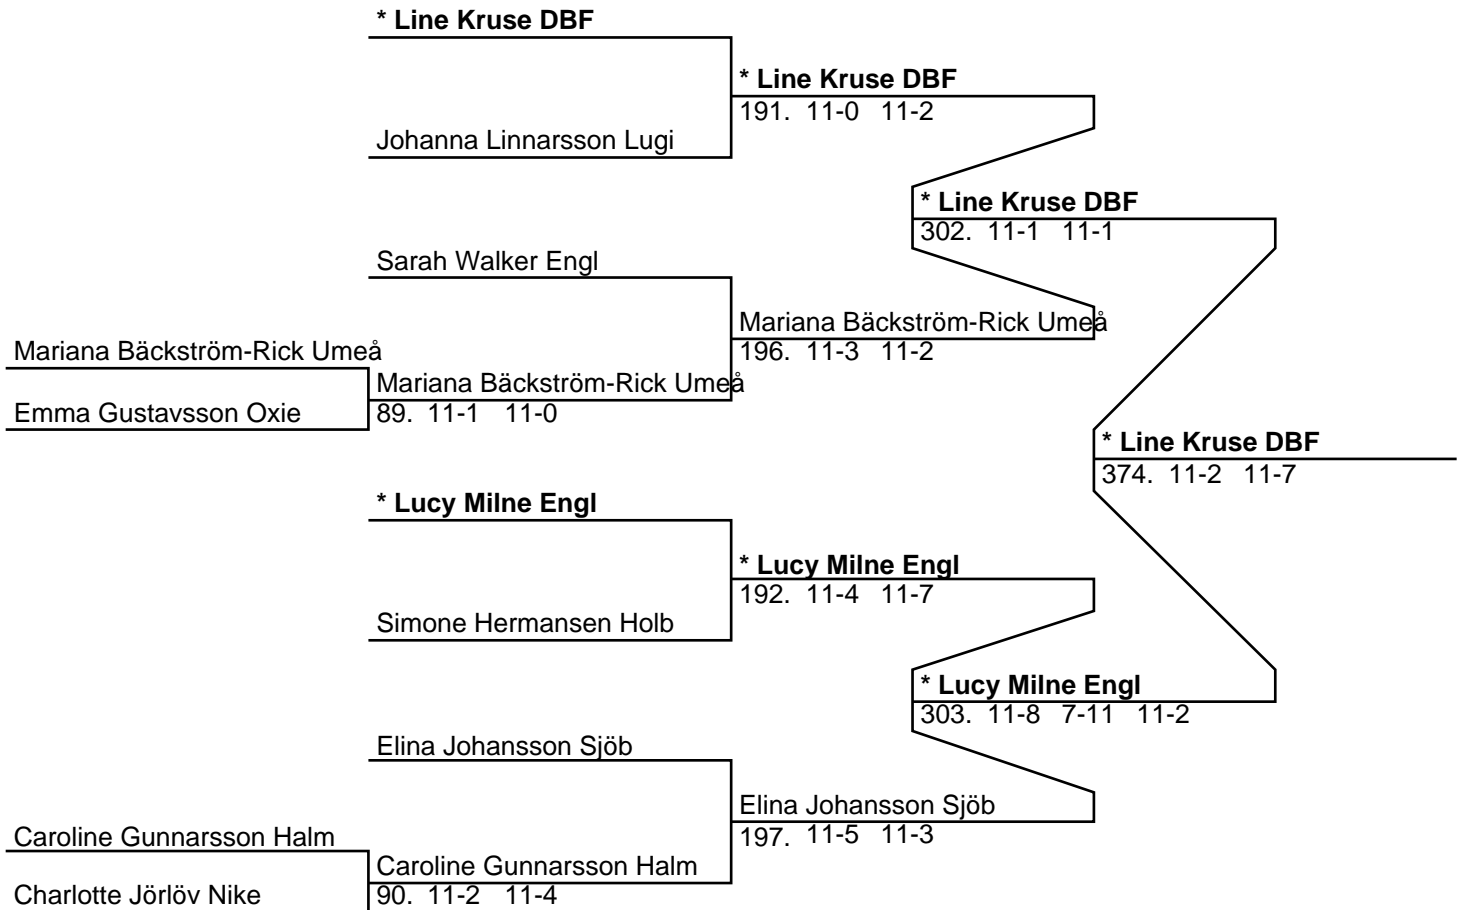 * Line Kruse DBF
* Line Kruse DBF
191. 11-0 11-2
Johanna Linnarsson Lugi
* Line Kruse DBF
302. 11-1 11-1
Sarah Walker Engl
Mariana Bäckström-Rick Umeå
196. 11-3 11-2
Mariana Bäckström-Rick Umeå
Mariana Bäckström-Rick Umeå
89. 11-1 11-0
Emma Gustavsson Oxie
* Line Kruse DBF
374. 11-2 11-7
* Lucy Milne Engl
* Lucy Milne Engl
192. 11-4 11-7
Simone Hermansen Holb
* Lucy Milne Engl
303. 11-8 7-11 11-2
Elina Johansson Sjöb
Elina Johansson Sjöb
197. 11-5 11-3
Caroline Gunnarsson Halm
Caroline Gunnarsson Halm
90. 11-2 11-4
Charlotte Jörlöv Nike